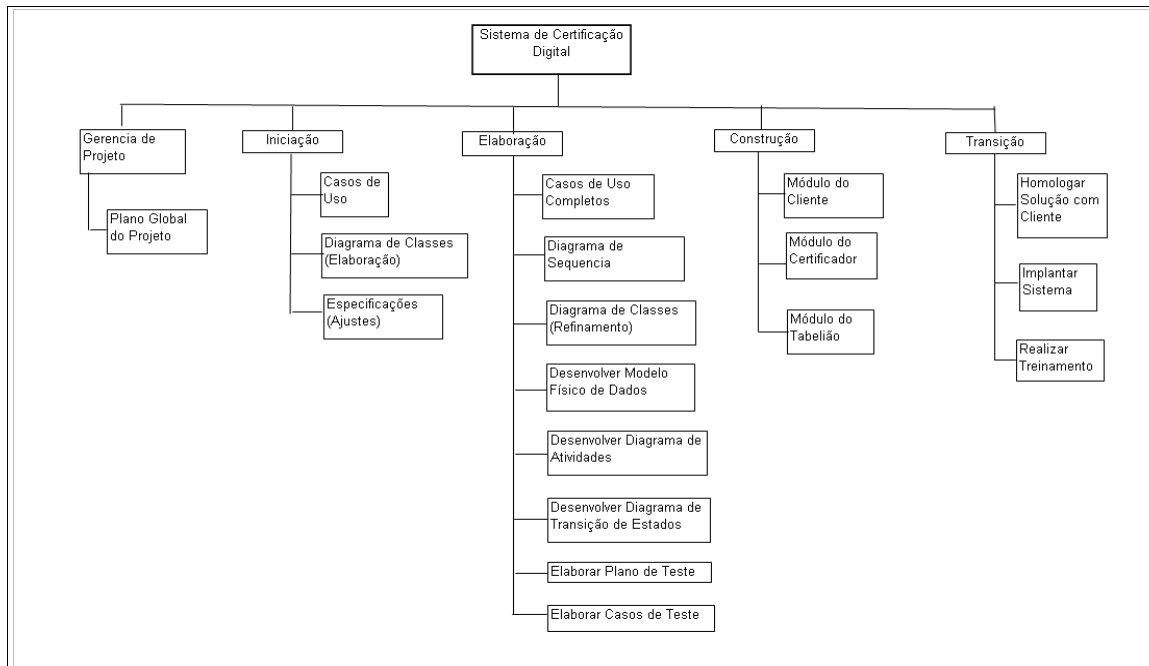 Sistema de Certificação
Digital
Gerencia de
Projeto
Plano Global
do Projeto
Iniciação
Casos de
Uso
Diagrama de Classes
(Elaboração)
Especificações
(Ajustes)
Elaboração
Casos de Uso
Completos
Diagrama de
Sequencia
Diagrama de Classes
(Refinamento)
Desenvolver Modelo
Físico de Dados
Desenvolver Diagrama de
Atividades
Desenvolver Diagrama de
Transição de Estados
Elaborar Plano de Teste
Elaborar Casos de Teste
Construção
Módulo do
Cliente
Módulo do
Certificador
Módulo do
Tabelião
Transição
Homologar
Solução com
Cliente
Implantar
Sistema
Realizar
Treinamento